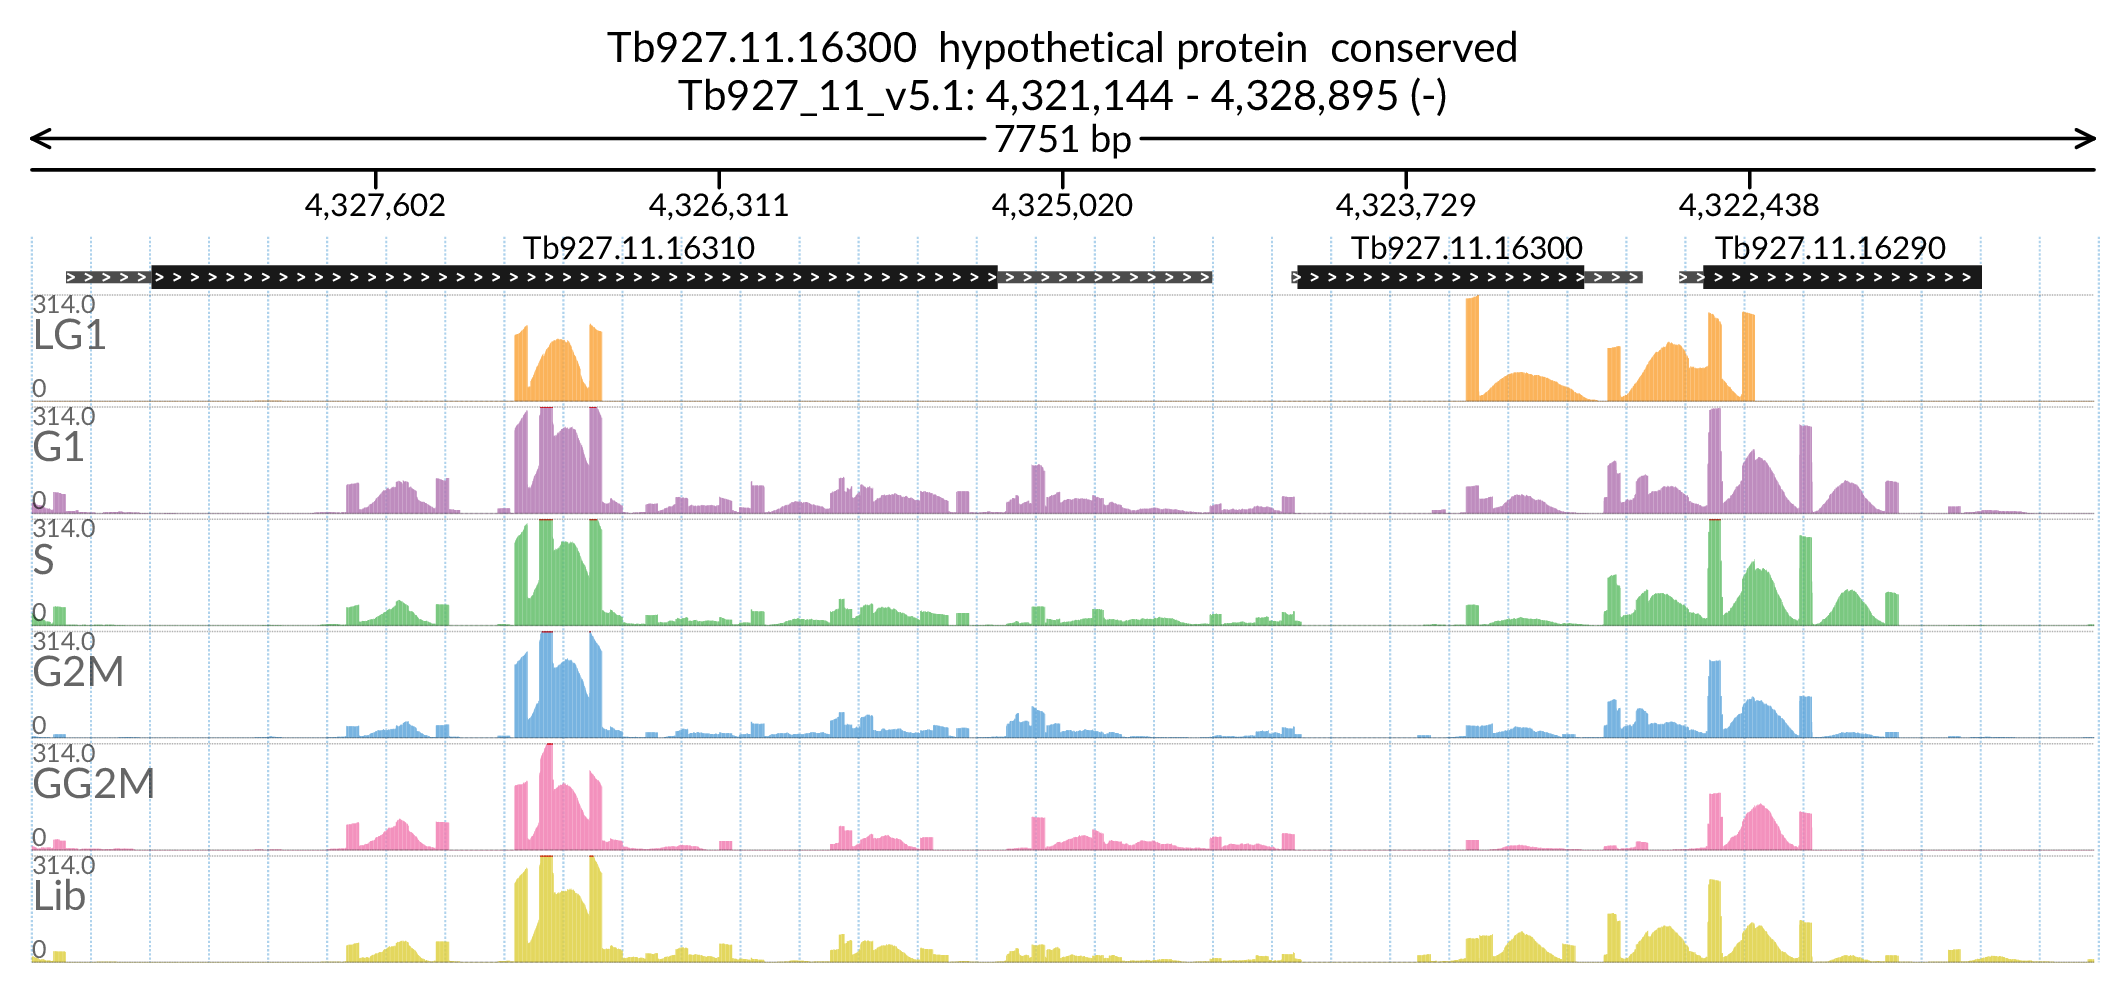 Tb927.11.16300 hypothetical protein conserved
Tb927_11_v5.1: 4,321,144 - 4,328,895 (-)
7751 bp
4,327,602 4,326,311 4,325,020 4,323,729 4,322,438
Tb927.11.16310 Tb927.11.16300 Tb927.11.16290
314.0
LG1
0
314.0
G1
0
314.0
S
0
314.0
G2M
0
314.0
GG2M
0
314.0
Lib
0